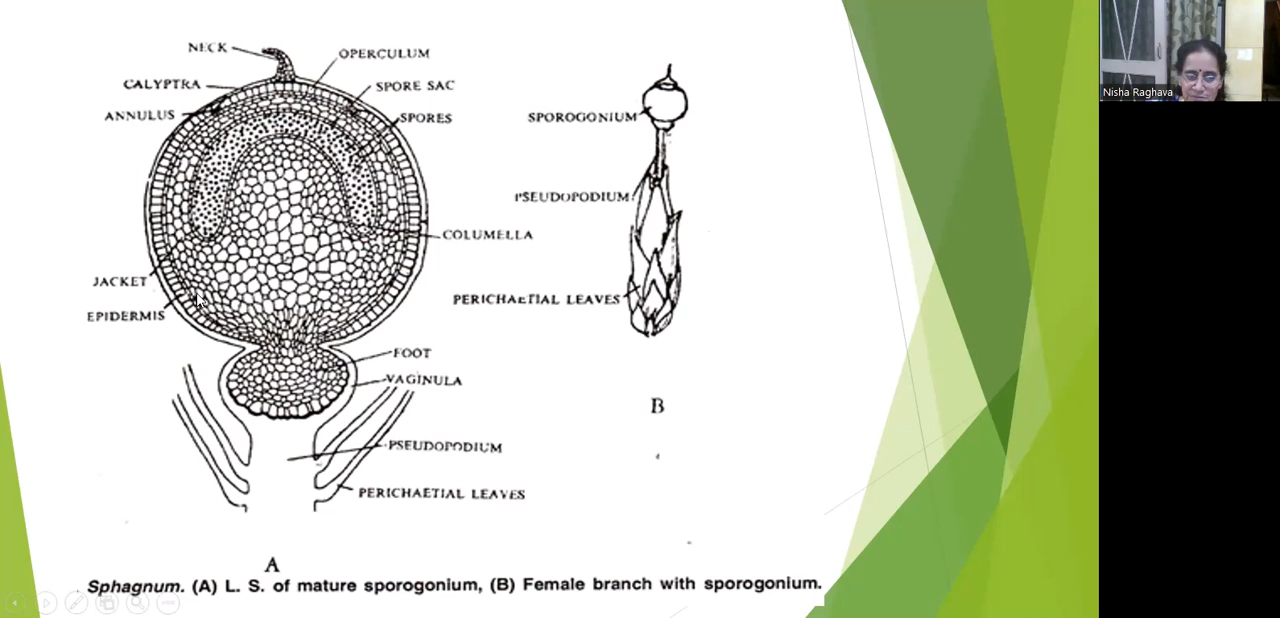 NECK
OPERCULUM
CALYPTRA
SPORE SAC
ANNULUS
SPORES
COLUMELLA
JACKET
EPIDERMIS
FOOT
VAGINULA
PSEUDOPODIUM
PERICHAETIAL LEAVES
A
SPOROGONIUM
PSEUDOPODIUM
PERICHAETIAL LEAVES
B
Sphagnum. (A) L. S. of mature sporogonium, (B) Female branch with sporogonium.
Nisha Raghava